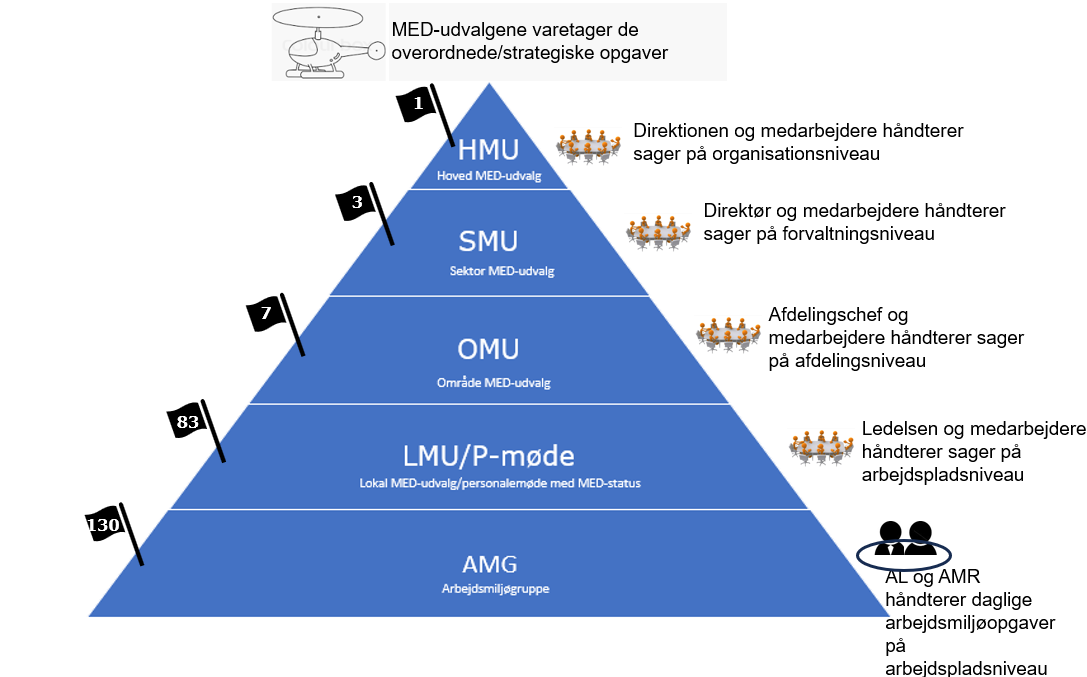 MED-udvalgene varetager de
overordnede/strategiske opgaver
1
HMU
Hoved MED-udvalg
Direktionen og medarbejdere håndterer
sager på organisationsniveau
3
SMU
Sektor MED-udvalg
Direktør og medarbejdere håndterer
sager på forvaltningsniveau
7
OMU
Område MED-udvalg
Afdelingschef og
medarbejdere håndterer sager
på afdelingsniveau
83
LMU/P-møde
Lokal MED-udvalg/personalemøde med MED-status
Ledelsen og medarbejdere
håndterer sager på
arbejdspladsniveau
130
AMG
Arbejdsmiljøgruppe
AL og AMR
håndterer daglige
arbejdsmiljøopgaver
på
arbejdspladsniveau